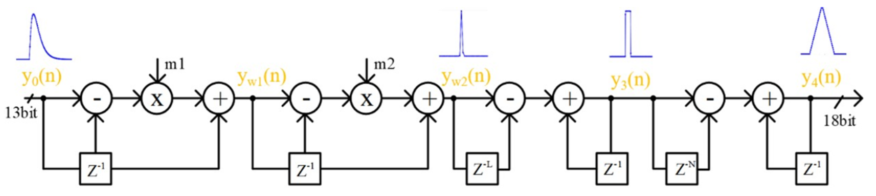 m1
m2
y0(n)
yw1(n)
yw2(n)
y3(n)
y4(n)
- X + - X + - + - +
13bit
18bit
Z-1
Z-1
Z-L
Z-1
Z-N
Z-1